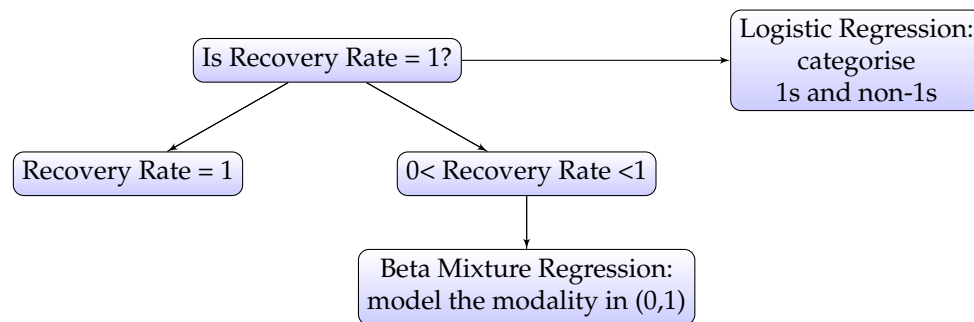 Is Recovery Rate = 1?
Logistic Regression:
categorise
1s and non-1s
Recovery Rate = 1
0< Recovery Rate <1
Beta Mixture Regression:
model the modality in (0,1)